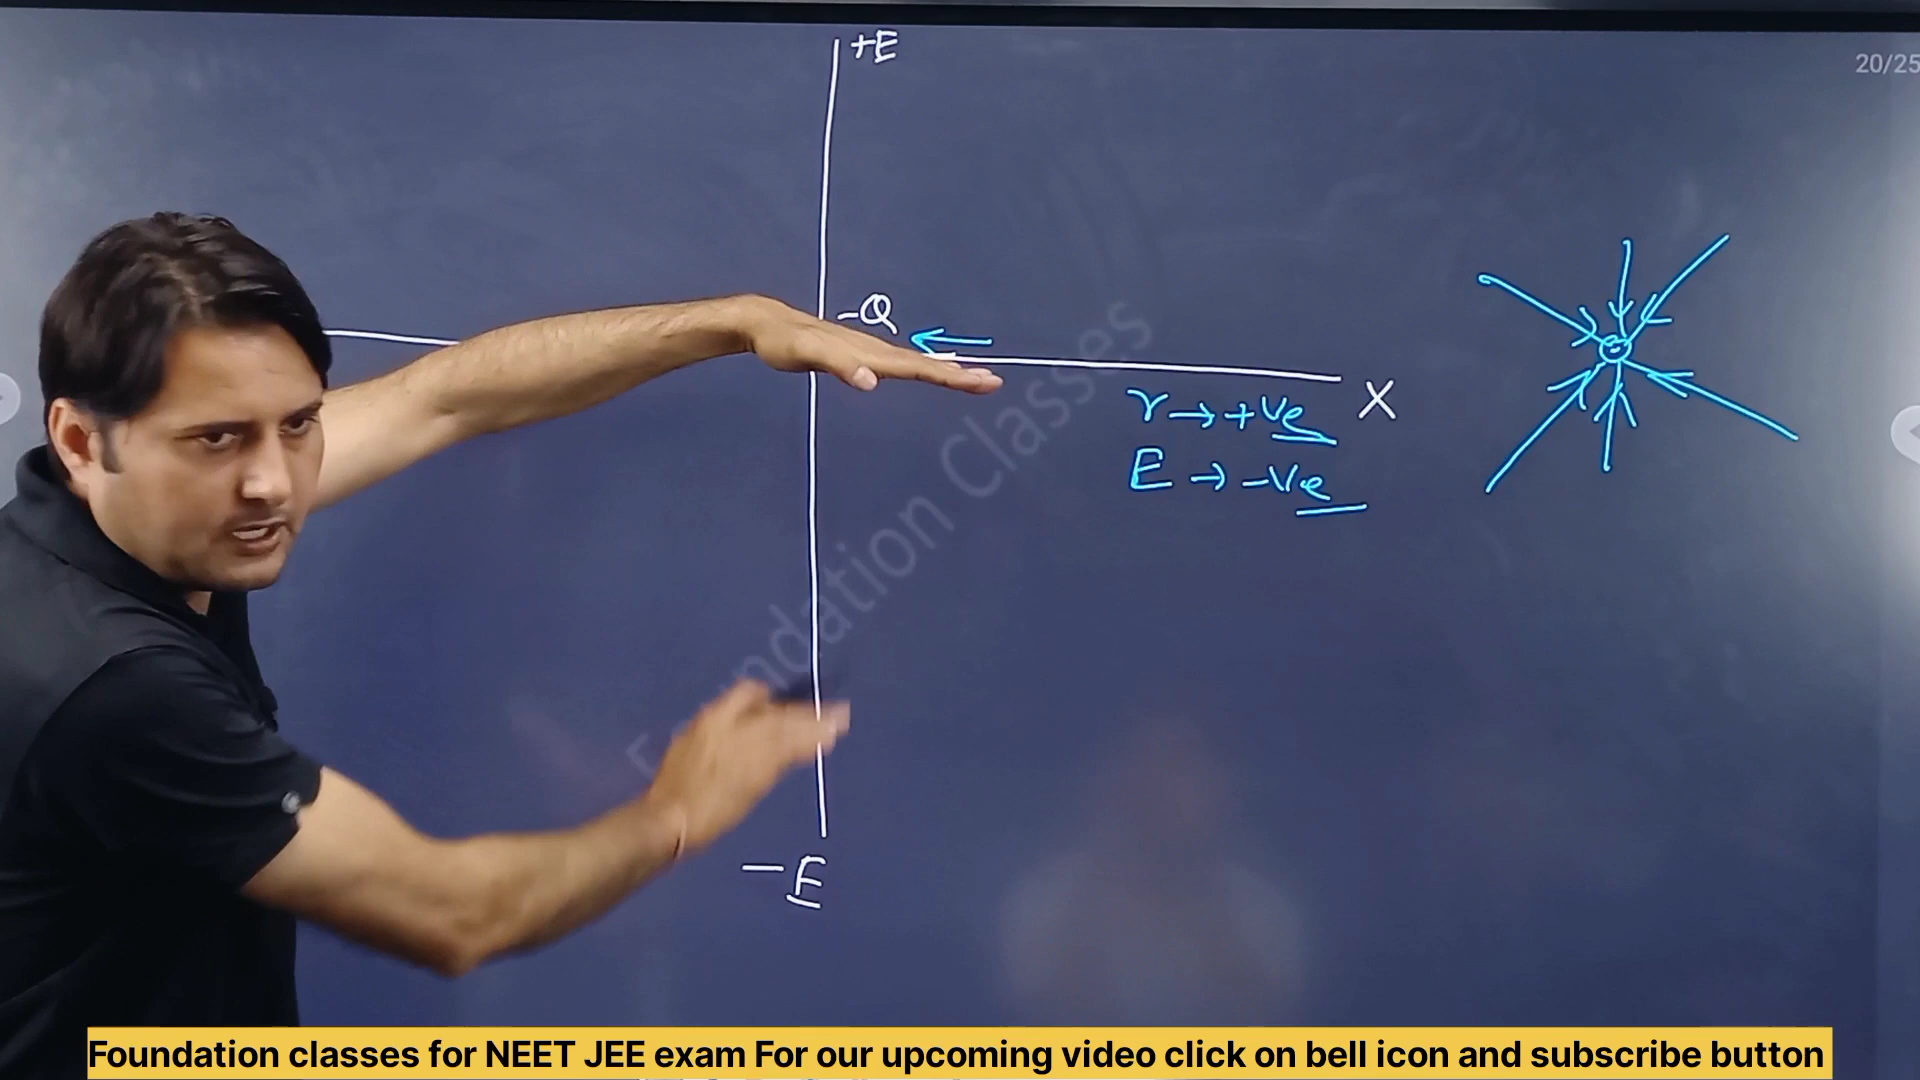 +E
20/25
-Q
X
r → +ve
E → -ve
Foundation Classes
-E
Foundation classes for NEET JEE exam For our upcoming video click on bell icon and subscribe button